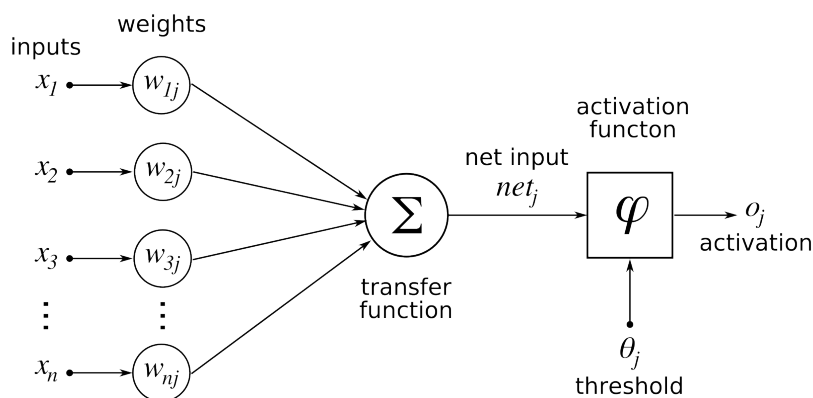 weights
inputs
x₁
w₁ⱼ
x₂
w₂ⱼ
x₃
w₃ⱼ
⋮
⋮
xₙ
wₙⱼ
Σ
transfer
function
net input
netⱼ
activation
functon
φ
oⱼ
activation
θⱼ
threshold